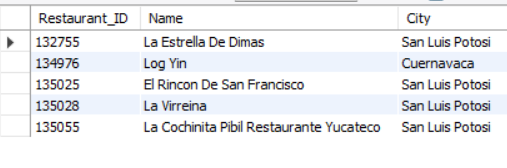 Restaurant_ID Name City
132755 La Estrella De Dimas San Luis Potosi
134976 Log Yin Cuernavaca
135025 El Rincon De San Francisco San Luis Potosi
135028 La Virreina San Luis Potosi
135055 La Cochinita Pibil Restaurante Yucateco San Luis Potosi